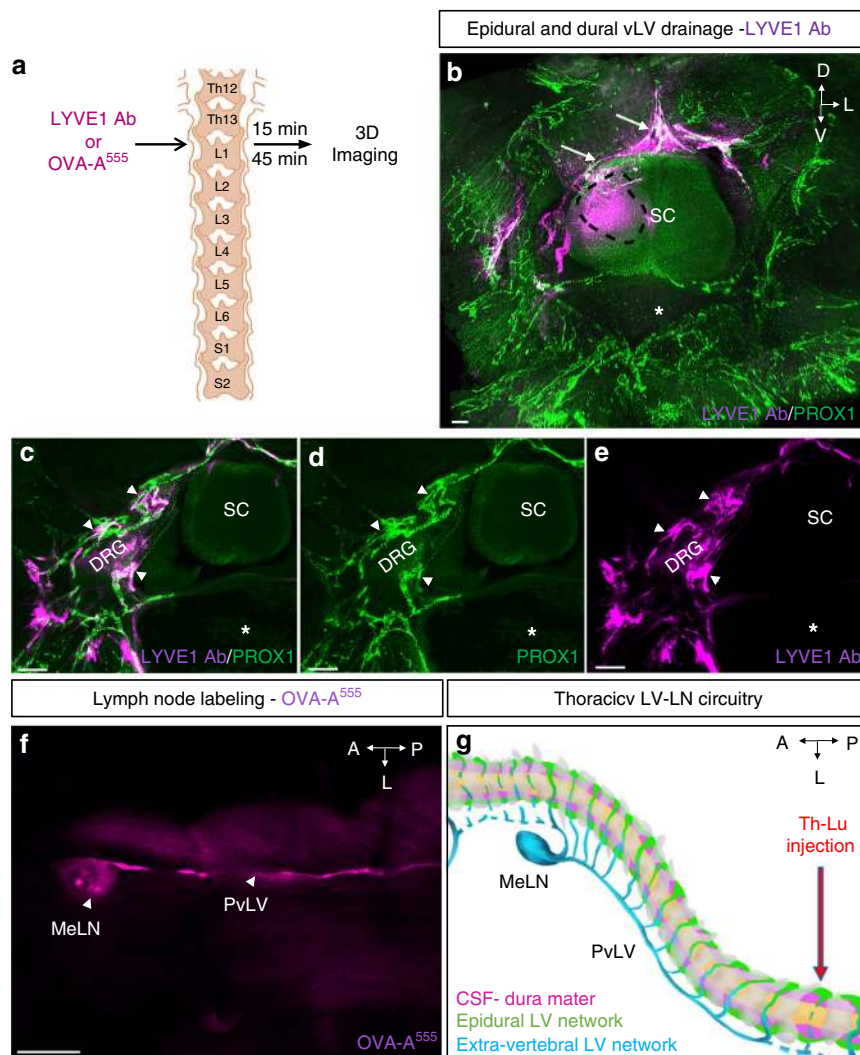 Epidural and dural vLV drainage -LYVE1 Ab
a
LYVE1 Ab
or
OVA-A555
15 min
45 min
3D
Imaging
Th12
Th13
L1
L2
L3
L4
L5
L6
S1
S2
b
D
L
V
SC
*
LYVE1 Ab/PROX1
c
SC
DRG
*
LYVE1 Ab/PROX1
d
SC
*
PROX1
e
SC
DRG
*
LYVE1 Ab
Lymph node labeling - OVA-A555
Thoracicv LV-LN circuitry
f
A
P
L
MeLN
PvLV
OVA-A555
g
A
P
L
Th-Lu
injection
MeLN
PvLV
CSF- dura mater
Epidural LV network
Extra-vertebral LV network